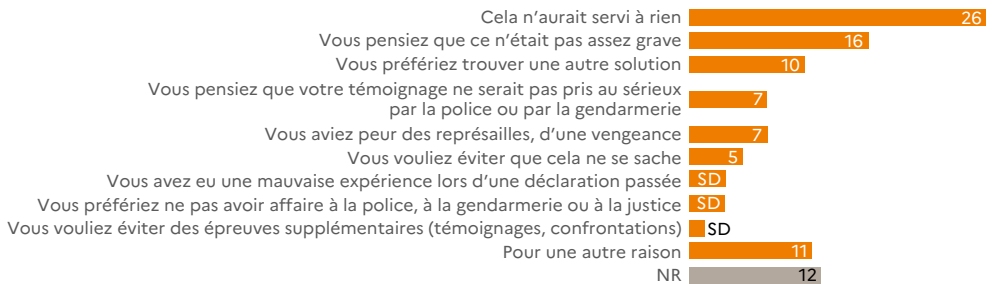 Cela n’aurait servi à rien 26
Vous pensiez que ce n’était pas assez grave 16
Vous préfériez trouver une autre solution 10
Vous pensiez que votre témoignage ne serait pas pris au sérieux
par la police ou par la gendarmerie 7
Vous aviez peur des représailles, d’une vengeance 7
Vous vouliez éviter que cela ne se sache 5
Vous avez eu une mauvaise expérience lors d’une déclaration passée SD
Vous préfériez ne pas avoir affaire à la police, à la gendarmerie ou à la justice SD
Vous vouliez éviter des épreuves supplémentaires (témoignages, confrontations) SD
Pour une autre raison 11
NR 12